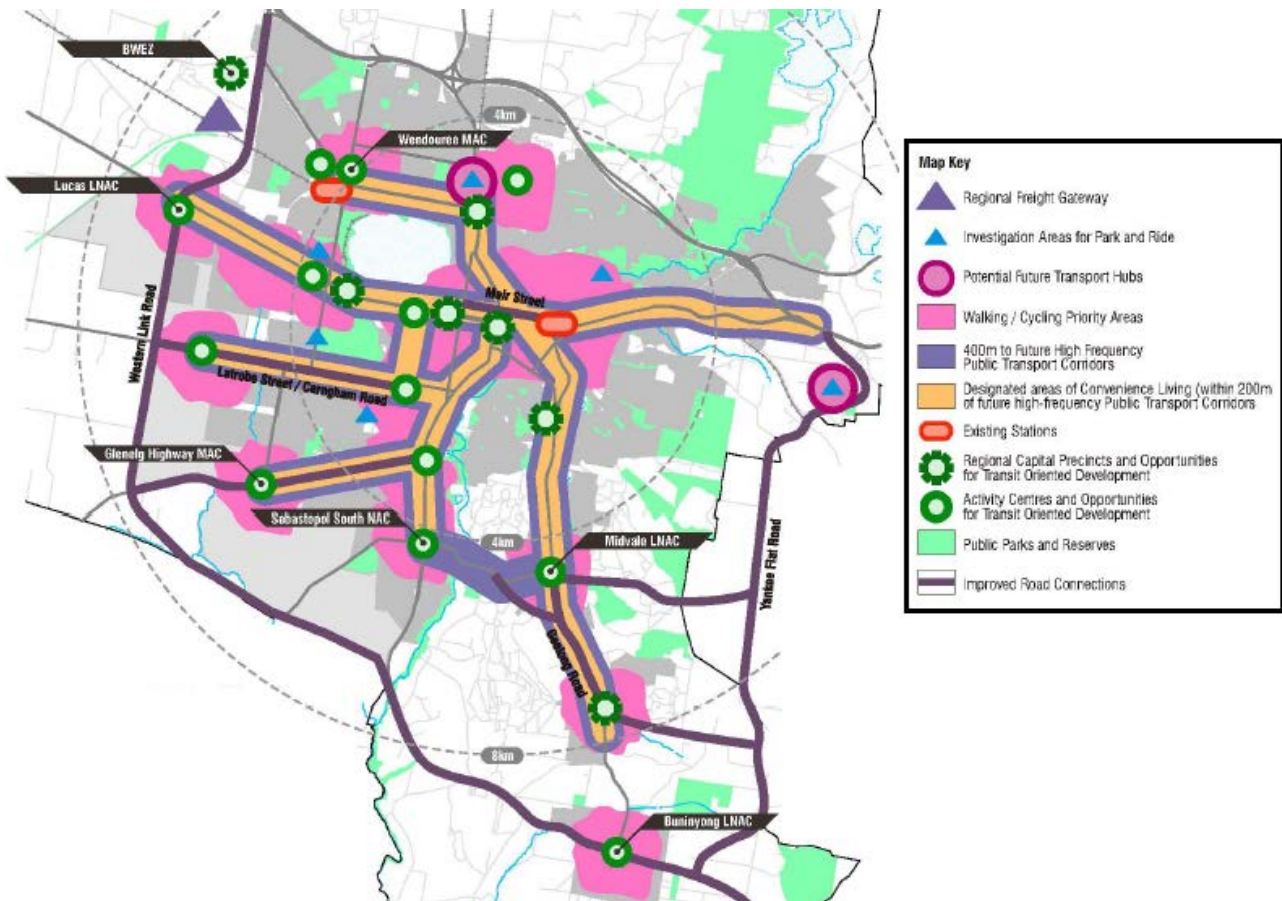 BWEZ
4km
Wendouree MAC
Lucas LNAC
Mair Street
Western Link Road
Latrobe Street / Carngham Road
Glenelg Highway MAC
Sebastopol South NAC
4km
Midvale LNAC
Yankee Flat Road
Geelong Road
8km
Buninyong LNAC
Map Key
Regional Freight Gateway
Investigation Areas for Park and Ride
Potential Future Transport Hubs
Walking / Cycling Priority Areas
400m to Future High Frequency
Public Transport Corridors
Designated areas of Convenience Living (within 200m
of future high-frequency Public Transport Corridors
Existing Stations
Regional Capital Precincts and Opportunities
for Transit Oriented Development
Activity Centres and Opportunities
for Transit Oriented Development
Public Parks and Reserves
Improved Road Connections